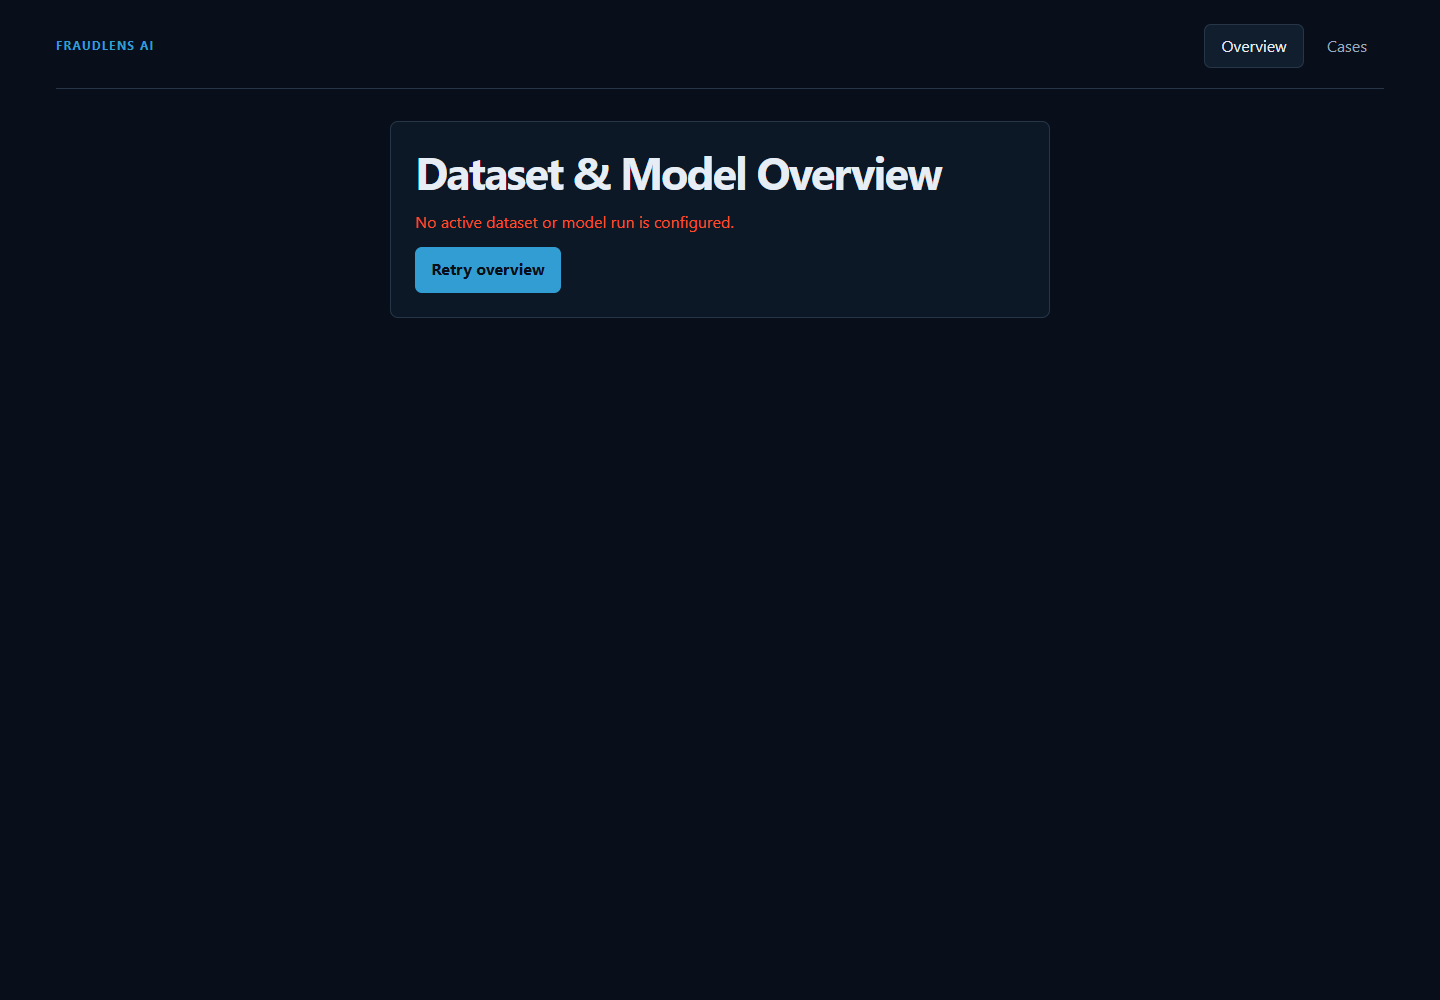 FRAUDLENS AI
Overview
Cases
Dataset & Model Overview
No active dataset or model run is configured.
Retry overview